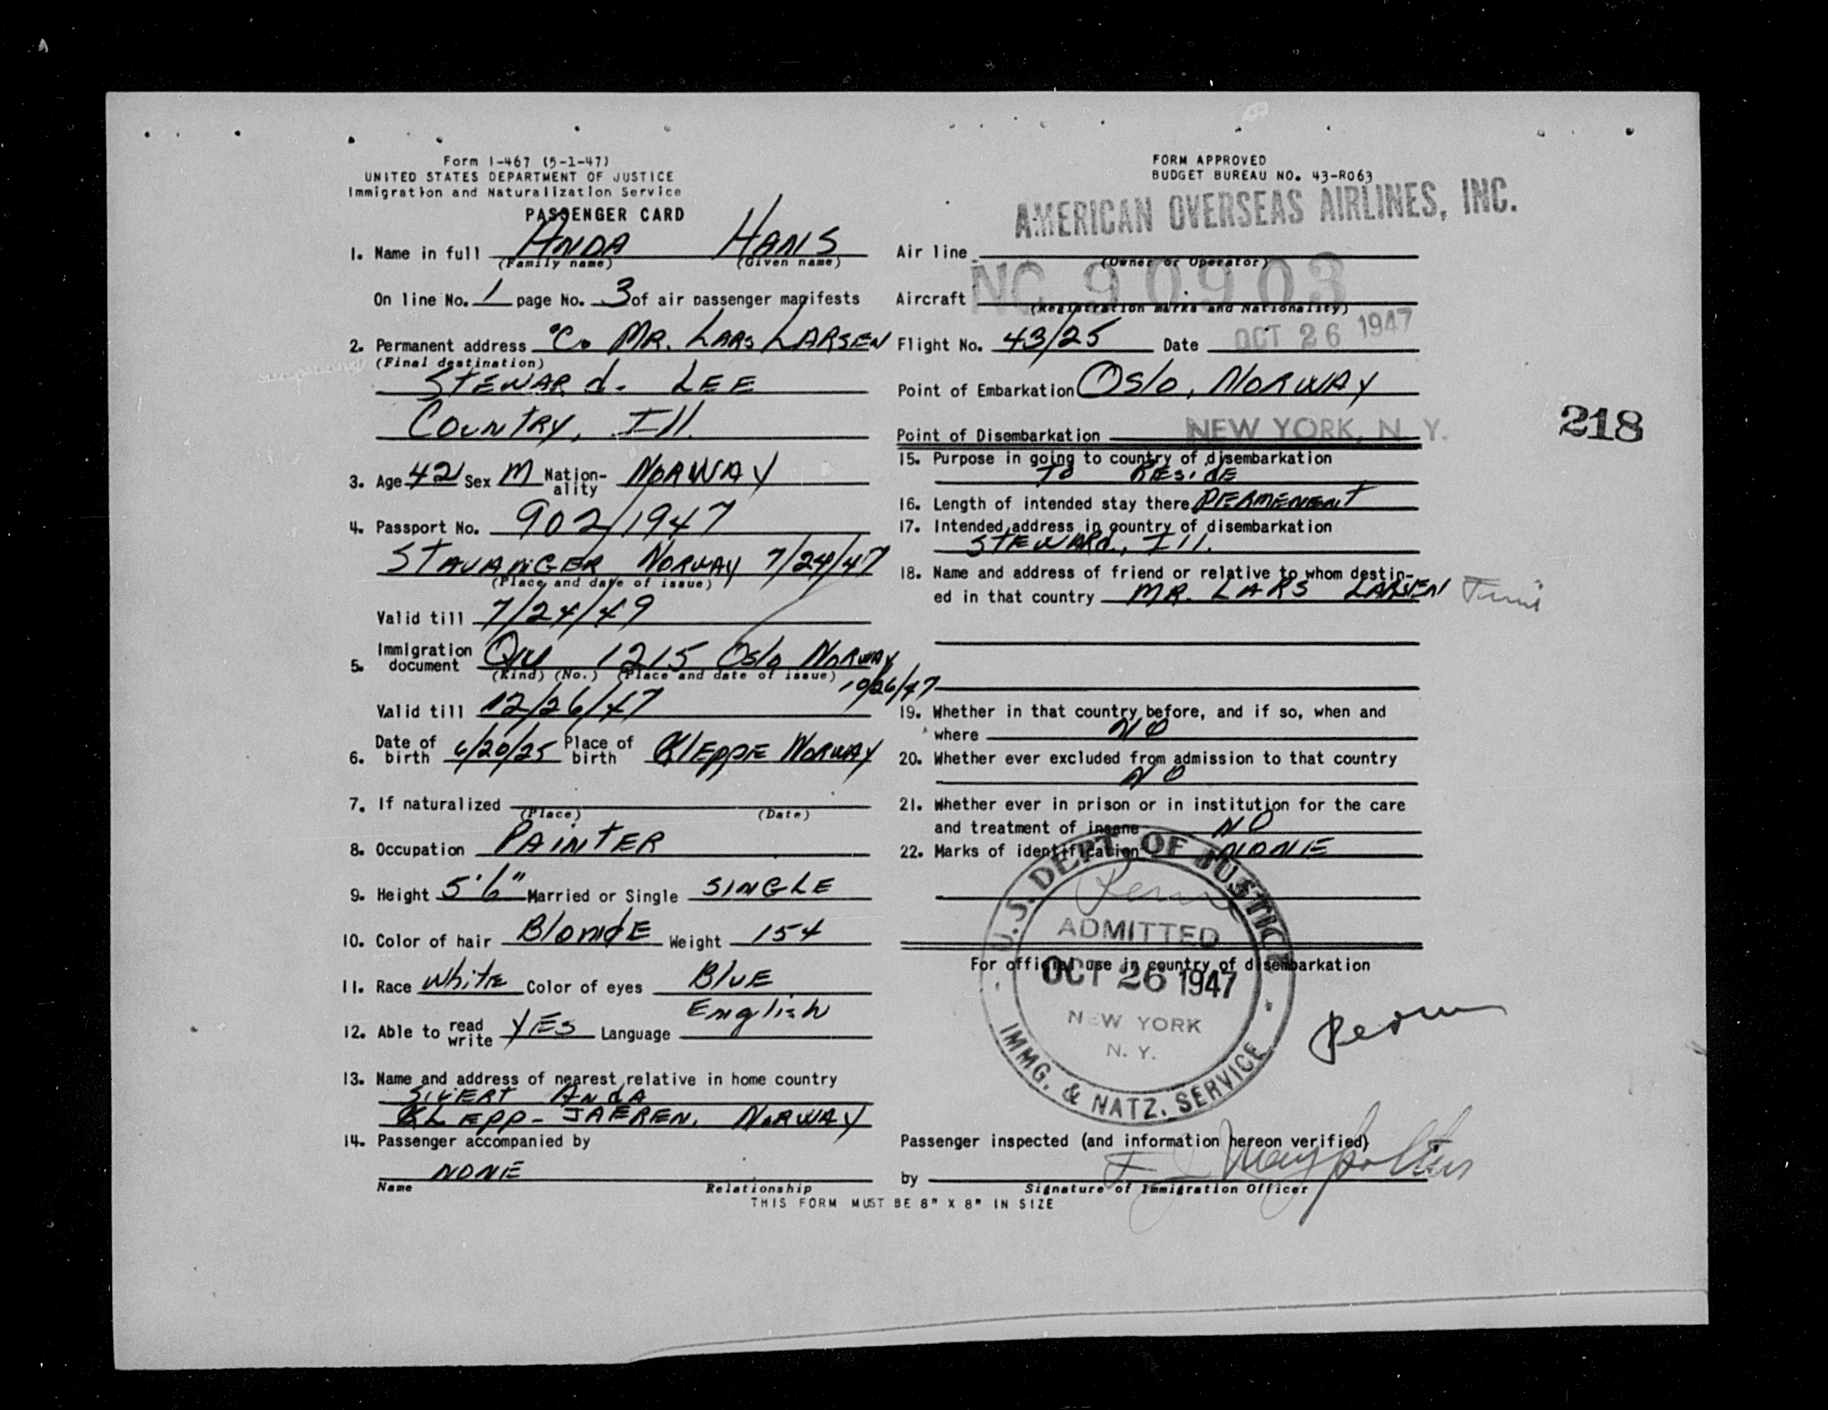 Form I-467 (5-1-47)
UNITED STATES DEPARTMENT OF JUSTICE
Immigration and Naturalization Service
PASSENGER CARD
1. Name in full ANDA HANS
(Family name) (Given name)
On line No. 1 page No. 3 of air passenger manifests
2. Permanent address c/o MR. LARS LARSEN
(Final destination)
STEWARd. LEE
COUNTRY, Ill.
3. Age 42 Sex M Nation-ality NORWAY
4. Passport No. 902/1947
STAVANGER NORWAY 7/24/47
(Place and date of issue)
Valid till 7/24/49
5. Immigration document QIV 1215 Oslo NORWAY
(Kind) (No.) (Place and date of issue) 10/26/47
Valid till 12/26/47
6. Date of birth 6/20/25 Place of birth KLEPPE NORWAY
7. If naturalized
(Place) (Date)
8. Occupation PAINTER
9. Height 5'6" Married or Single SINGLE
10. Color of hair BlondE Weight 154
11. Race White Color of eyes BluE
12. Able to read write YES Language English
13. Name and address of nearest relative in home country
SIVERT ANdA
KLEPP- JAEREN. NORWAY
14. Passenger accompanied by
NONE
Name Relationship
THIS FORM MUST BE 8" X 8" IN SIZE
FORM APPROVED
BUDGET BUREAU NO. 43-R063
AMERICAN OVERSEAS AIRLINES, INC.
Air line
(Owner or Operator)
Aircraft NC 90903
(Registration marks and Nationality)
Flight No. 43/25 Date OCT 26 1947
Point of Embarkation Oslo, NORWAY
218
Point of Disembarkation NEW YORK, N. Y.
15. Purpose in going to country of disembarkation
TO RESIdE
16. Length of intended stay there PERMENENT
17. Intended address in country of disembarkation
STEWARd., Ill.
18. Name and address of friend or relative to whom destin-
ed in that country MR. LARS LARSEN
19. Whether in that country before, and if so, when and
where NO
20. Whether ever excluded from admission to that country
NO
21. Whether ever in prison or in institution for the care
and treatment of insane NO
22. Marks of identification NONE
For official use in country of disembarkation
U.S. DEPT. OF JUSTICE
ADMITTED
OCT 26 1947
NEW YORK
N. Y.
IMMG. & NATZ. SERVICE
Passenger inspected (and information hereon verified)
by
Signature of Immigration Officer